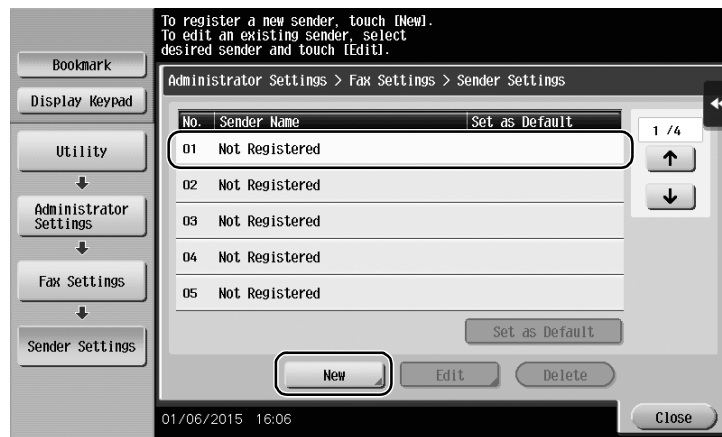 To register a new sender, touch [New].
To edit an existing sender, select
desired sender and touch [Edit].
Bookmark
Display Keypad
Utility
Administrator
Settings
Fax Settings
Sender Settings
Administrator Settings > Fax Settings > Sender Settings
No. Sender Name Set as Default
01 Not Registered
02 Not Registered
03 Not Registered
04 Not Registered
05 Not Registered
1 /4
Set as Default
New Edit Delete
01/06/2015 16:06
Close